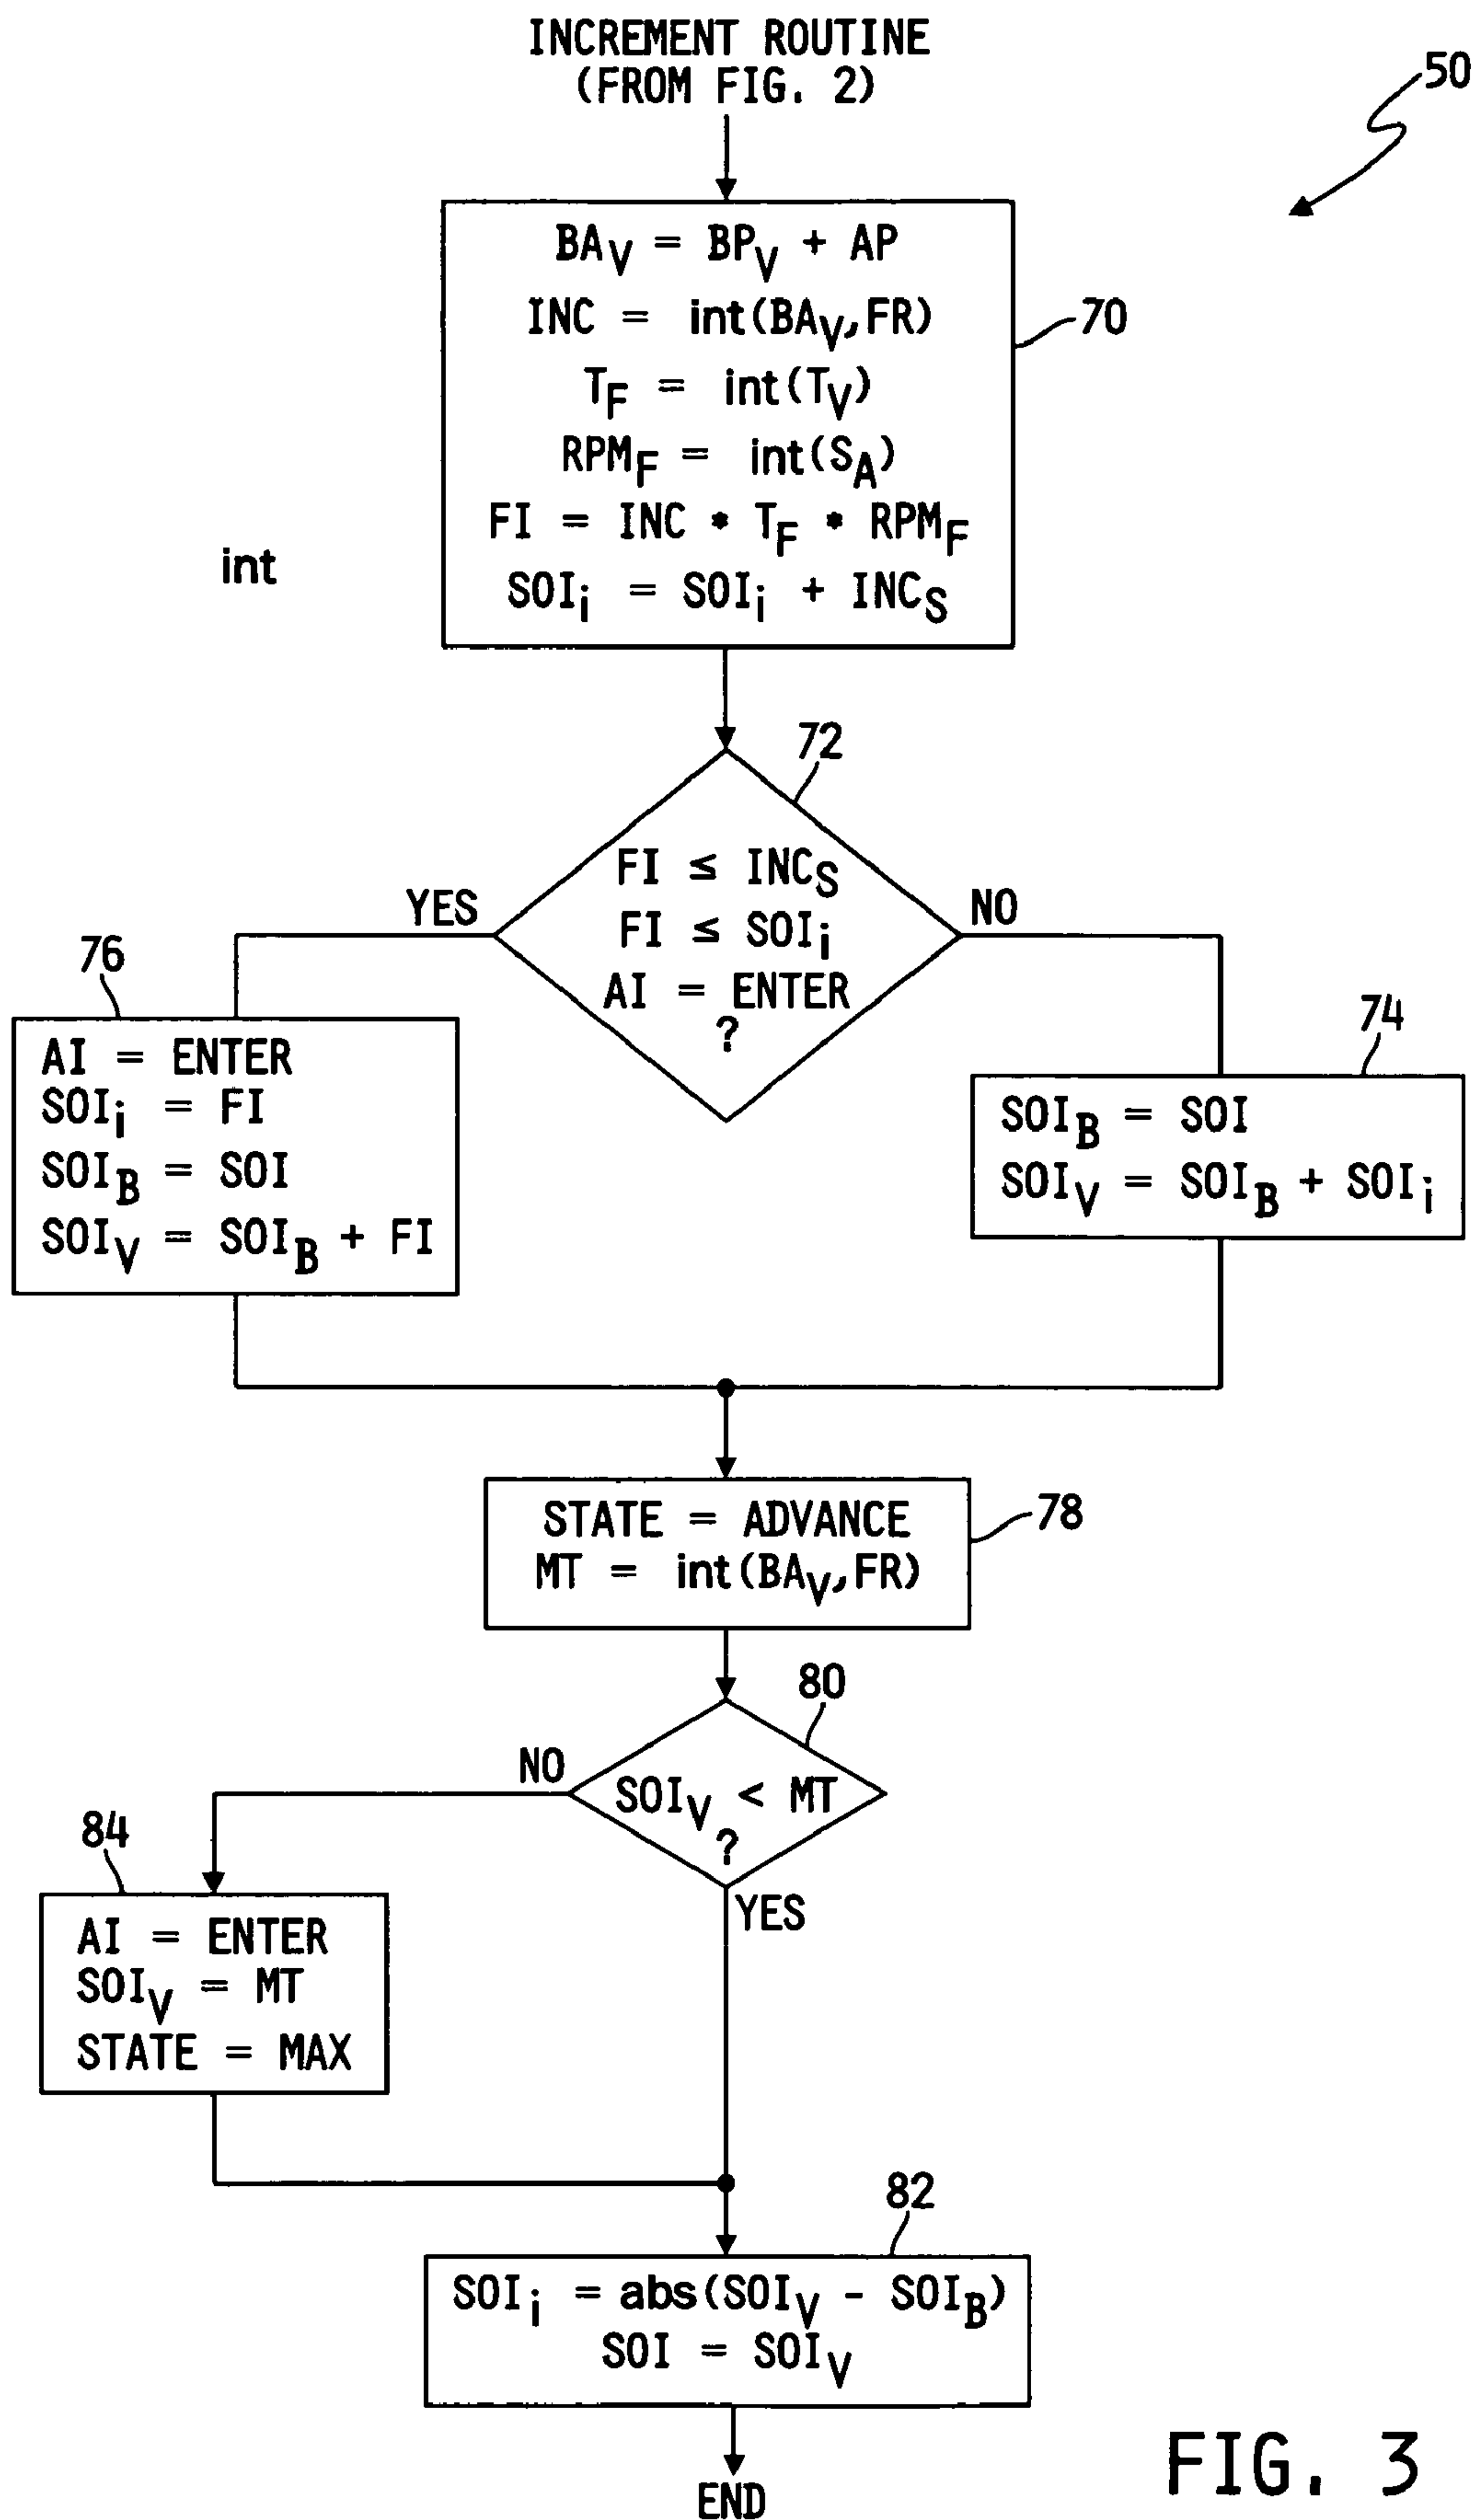 INCREMENT ROUTINE
(FROM FIG. 2)
50
BA_V = BP_V + AP
INC = int(BA_V,FR)
T_F = int(T_V)
RPM_F = int(S_A)
FI = INC * T_F * RPM_F
SOI_i = SOI_i + INC_S
70
int
72
FI ≤ INC_S
FI ≤ SOI_i
AI = ENTER
?
YES
NO
76
AI = ENTER
SOI_i = FI
SOI_B = SOI
SOI_V = SOI_B + FI
74
SOI_B = SOI
SOI_V = SOI_B + SOI_i
STATE = ADVANCE
MT = int(BA_V,FR)
78
80
SOI_V < MT
?
NO
YES
84
AI = ENTER
SOI_V = MT
STATE = MAX
82
SOI_i = abs(SOI_V - SOI_B)
SOI = SOI_V
END
FIG. 3